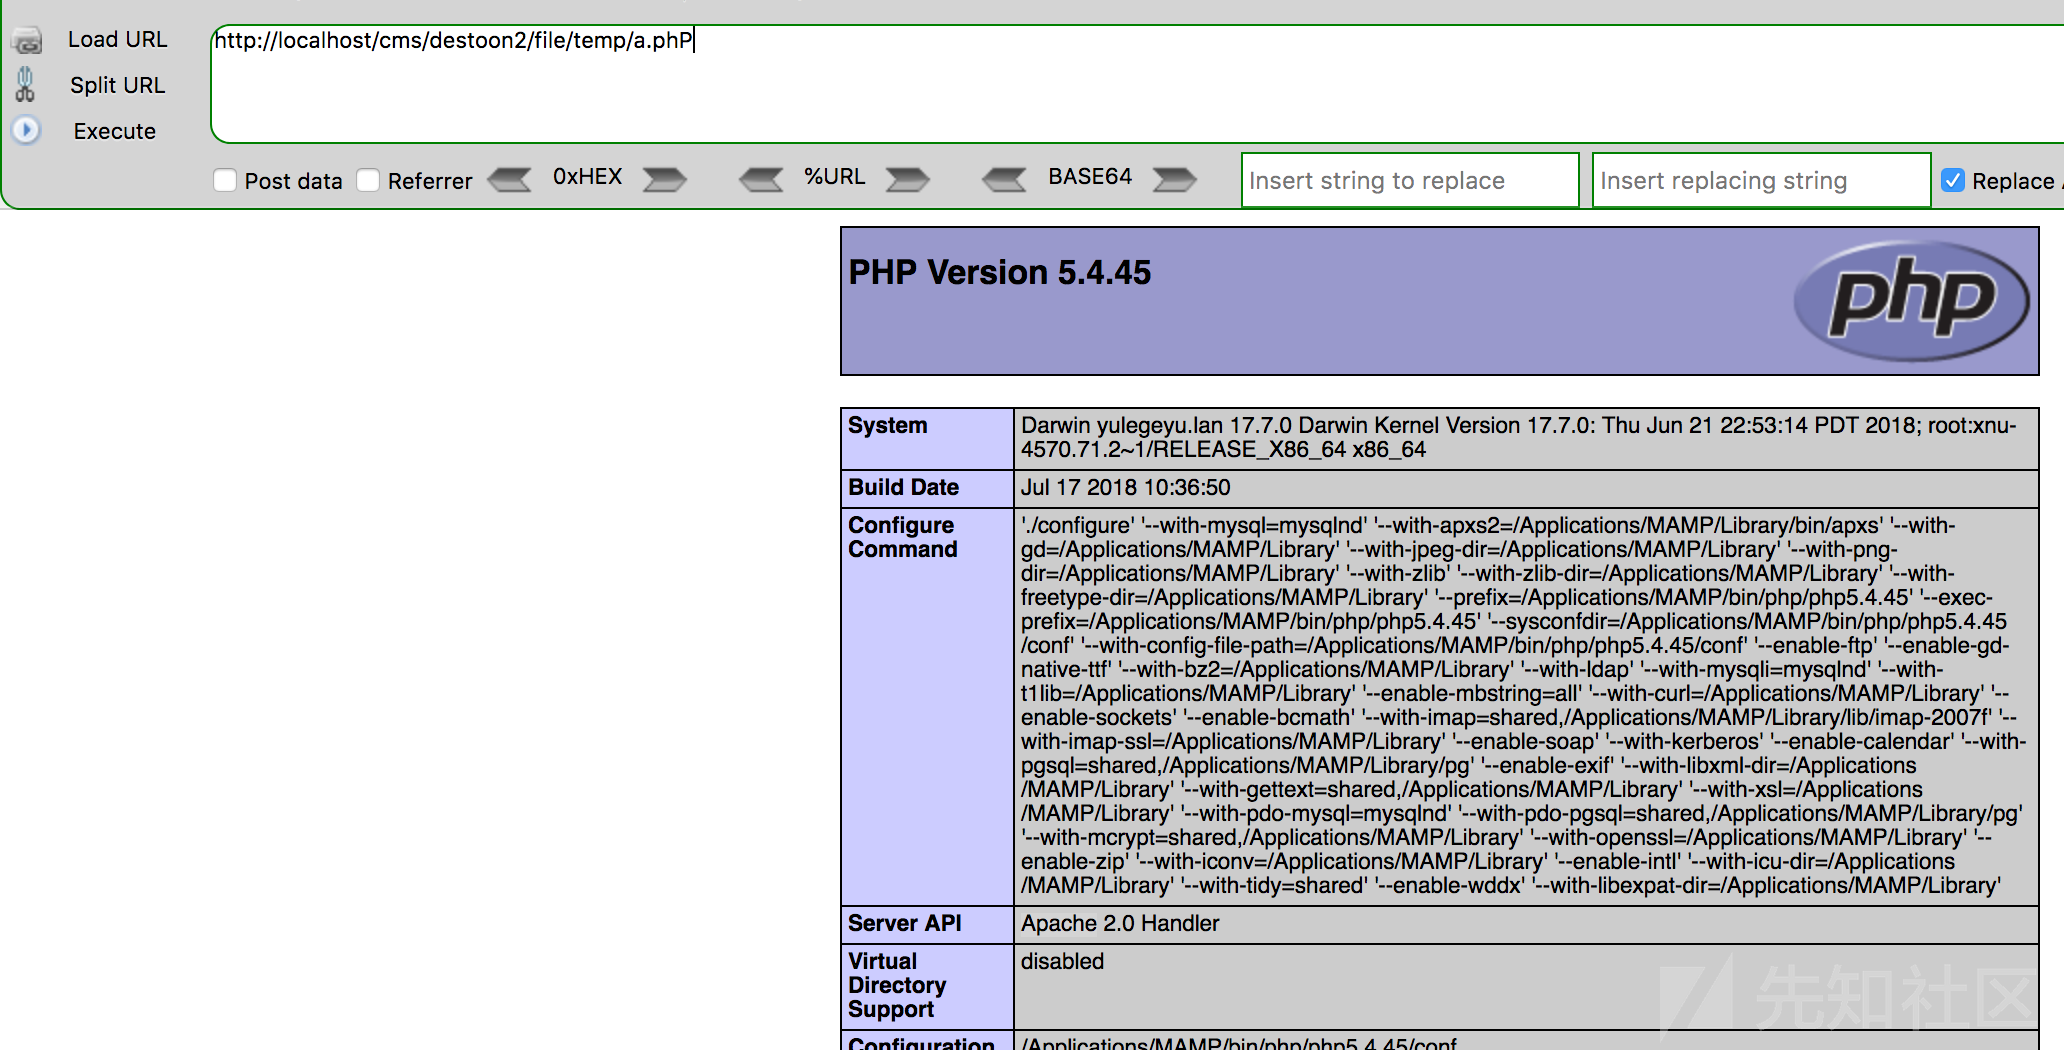 Load URL
http://localhost/cms/destoon2/file/temp/a.phP
Split URL
Execute
Post data Referrer 0xHEX %URL BASE64 Insert string to replace Insert replacing string Replace
PHP Version 5.4.45
php
System
Darwin yulegeyu.lan 17.7.0 Darwin Kernel Version 17.7.0: Thu Jun 21 22:53:14 PDT 2018; root:xnu-
4570.71.2~1/RELEASE_X86_64 x86_64
Build Date
Jul 17 2018 10:36:50
Configure
Command
'./configure' '--with-mysql=mysqlnd' '--with-apxs2=/Applications/MAMP/Library/bin/apxs' '--with-
gd=/Applications/MAMP/Library' '--with-jpeg-dir=/Applications/MAMP/Library' '--with-png-
dir=/Applications/MAMP/Library' '--with-zlib' '--with-zlib-dir=/Applications/MAMP/Library' '--with-
freetype-dir=/Applications/MAMP/Library' '--prefix=/Applications/MAMP/bin/php/php5.4.45' '--exec-
prefix=/Applications/MAMP/bin/php/php5.4.45' '--sysconfdir=/Applications/MAMP/bin/php/php5.4.45
/conf' '--with-config-file-path=/Applications/MAMP/bin/php/php5.4.45/conf' '--enable-ftp' '--enable-gd-
native-ttf' '--with-bz2=/Applications/MAMP/Library' '--with-ldap' '--with-mysqli=mysqlnd' '--with-
t1lib=/Applications/MAMP/Library' '--enable-mbstring=all' '--with-curl=/Applications/MAMP/Library' '--
enable-sockets' '--enable-bcmath' '--with-imap=shared,/Applications/MAMP/Library/lib/imap-2007f' '--
with-imap-ssl=/Applications/MAMP/Library' '--enable-soap' '--with-kerberos' '--enable-calendar' '--with-
pgsql=shared,/Applications/MAMP/Library/pg' '--enable-exif' '--with-libxml-dir=/Applications
/MAMP/Library' '--with-gettext=shared,/Applications/MAMP/Library' '--with-xsl=/Applications
/MAMP/Library' '--with-pdo-mysql=mysqlnd' '--with-pdo-pgsql=shared,/Applications/MAMP/Library/pg'
'--with-mcrypt=shared,/Applications/MAMP/Library' '--with-openssl=/Applications/MAMP/Library' '--
enable-zip' '--with-iconv=/Applications/MAMP/Library' '--enable-intl' '--with-icu-dir=/Applications
/MAMP/Library' '--with-tidy=shared' '--enable-wddx' '--with-libexpat-dir=/Applications/MAMP/Library'
Server API
Apache 2.0 Handler
Virtual
Directory
Support
disabled
Configuration
/Applications/MAMP/bin/php/php5.4.45/conf
先知社区